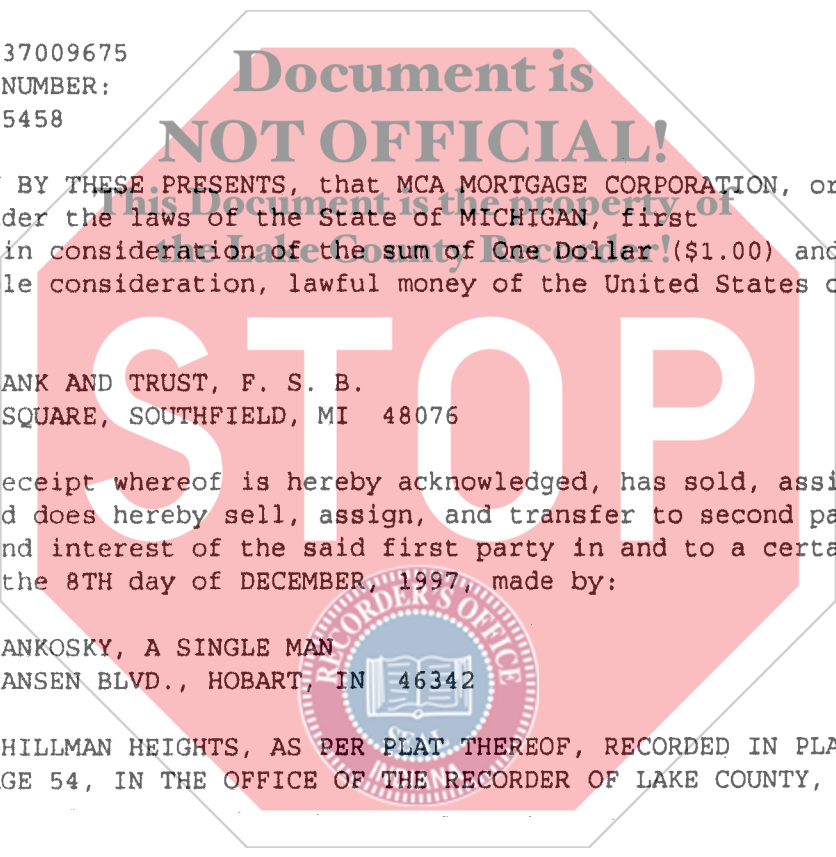 37009675
Document is
NUMBER:
5458
NOT OFFICIAL!
BY THESE PRESENTS, that MCA MORTGAGE CORPORATION, or
This Document is the property of
der the laws of the State of MICHIGAN, first
in consideration of the sum of One Dollar ($1.00) and
the Lake County Recorder!
le consideration, lawful money of the United States o
STOP
ANK AND TRUST, F. S. B.
SQUARE, SOUTHFIELD, MI 48076
eceipt whereof is hereby acknowledged, has sold, assi
d does hereby sell, assign, and transfer to second pa
nd interest of the said first party in and to a certa
the 8TH day of DECEMBER, 1997, made by:
RECORDER'S OFFICE
ANKOSKY, A SINGLE MAN
ANSEN BLVD., HOBART, IN 46342
SEAL
HILLMAN HEIGHTS, AS PER PLAT THEREOF, RECORDED IN PLA
INDIANA
GE 54, IN THE OFFICE OF THE RECORDER OF LAKE COUNTY,